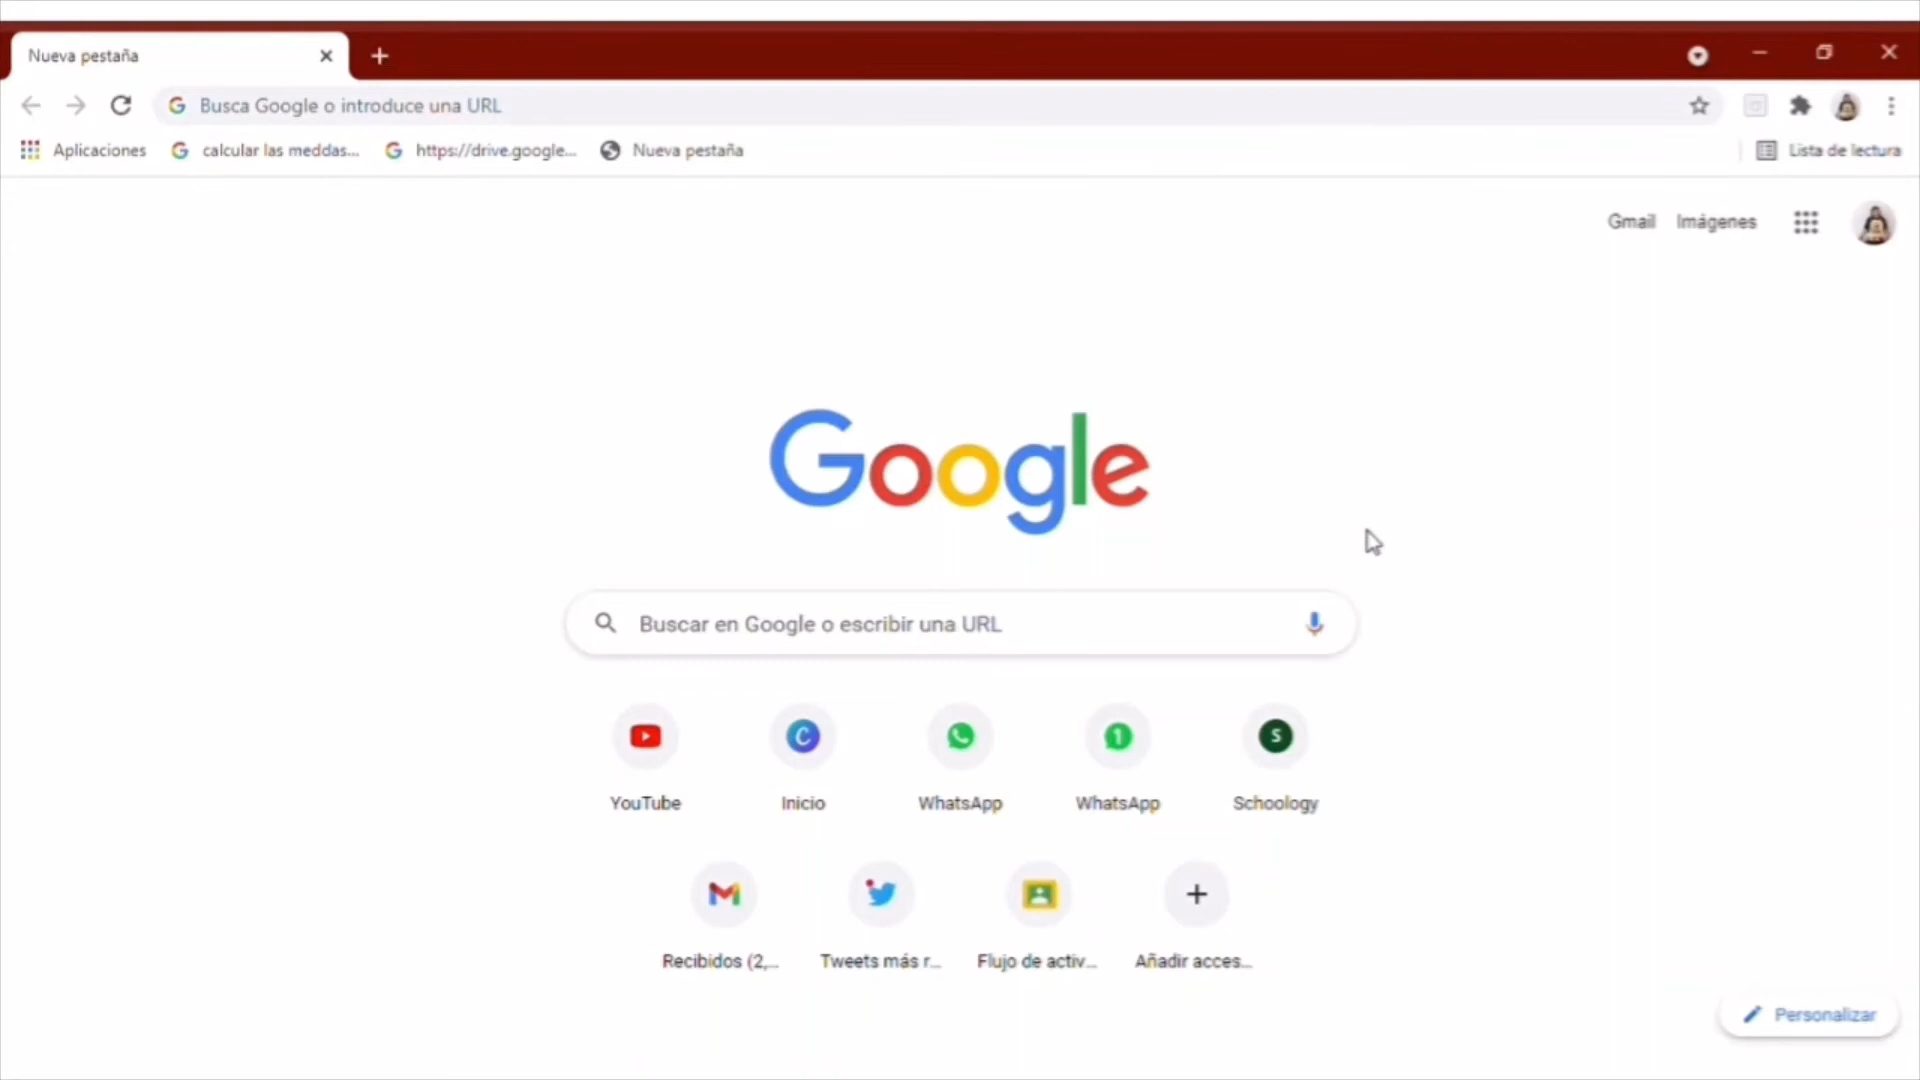 Nueva pestaña
Busca Google o introduce una URL
Aplicaciones calcular las meddas... https://drive.google... Nueva pestaña Lista de lectura
Gmail Imágenes
Google
Buscar en Google o escribir una URL
YouTube Inicio WhatsApp WhatsApp Schoology
Recibidos (2,... Tweets más r... Flujo de activ... Añadir acces...
Personalizar